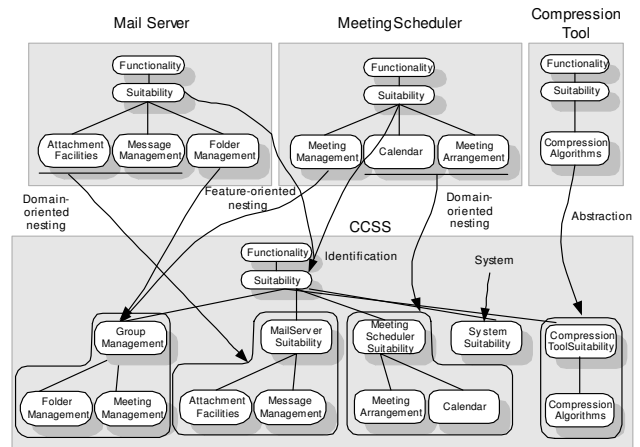 Mail Server
MeetingScheduler
Compression
Tool
Functionality
Suitability
Attachment
Facilities
Message
Management
Folder
Management
Functionality
Suitability
Meeting
Management
Calendar
Meeting
Arrangement
Functionality
Suitability
Compression
Algorithms
Domain-
oriented
nesting
Feature-oriented
nesting
Domain-
oriented
nesting
Abstraction
CCSS
Functionality
Identification
System
Suitability
Group
Management
MailServer
Suitability
Meeting
Scheduler
Suitability
System
Suitability
Compression
ToolSuitability
Folder
Management
Meeting
Management
Attachment
Facilities
Message
Management
Meeting
Arrangement
Calendar
Compression
Algorithms